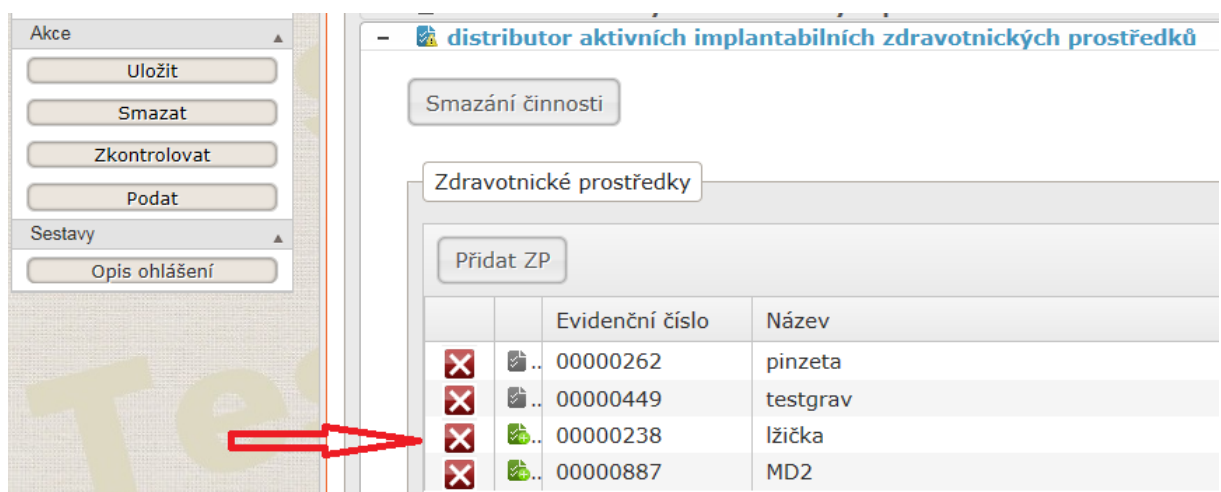 Akce
Uložit
Smazat
Zkontrolovat
Podat
Sestavy
Opis ohlášení
– distributor aktivních implantabilních zdravotnických prostředků
Smazání činnosti
Zdravotnické prostředky
Přidat ZP
Evidenční číslo Název
.. 00000262 pinzeta
.. 00000449 testgrav
.. 00000238 lžička
.. 00000887 MD2
Tes